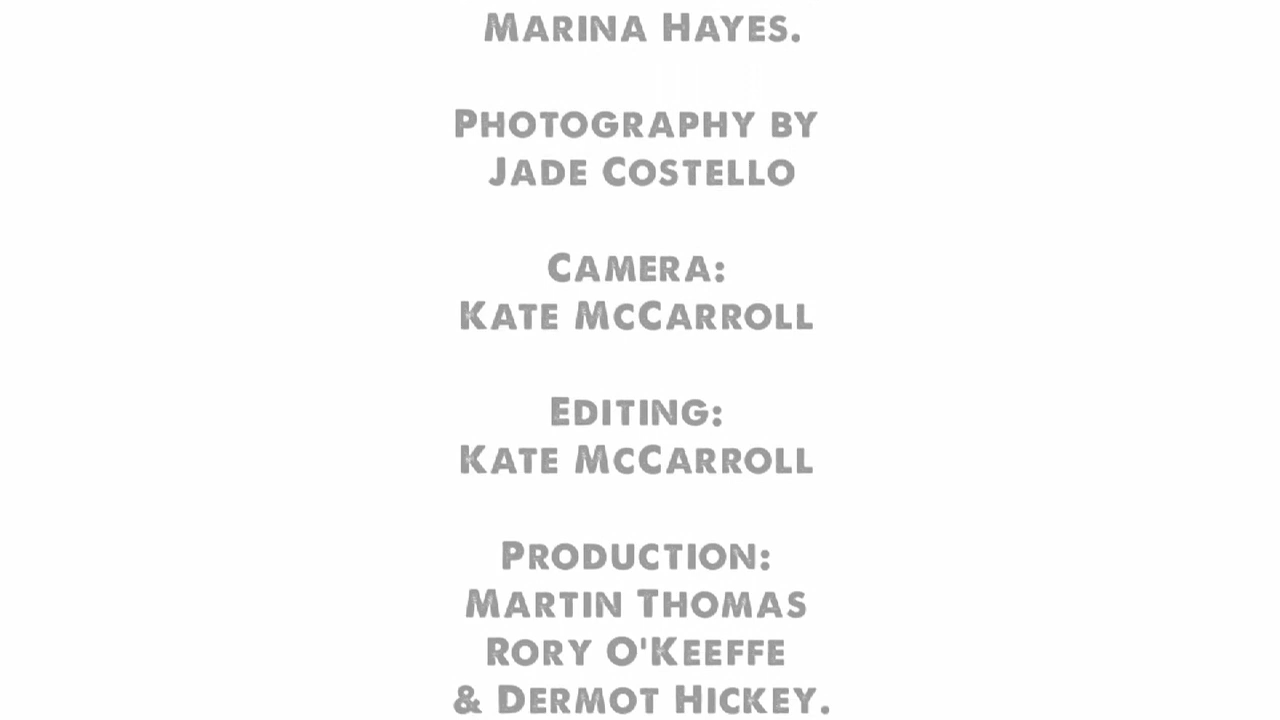 Marina Hayes.
Photography by
Jade Costello
Camera:
Kate McCarroll
Editing:
Kate McCarroll
Production:
Martin Thomas
Rory O'Keeffe
& Dermot Hickey.